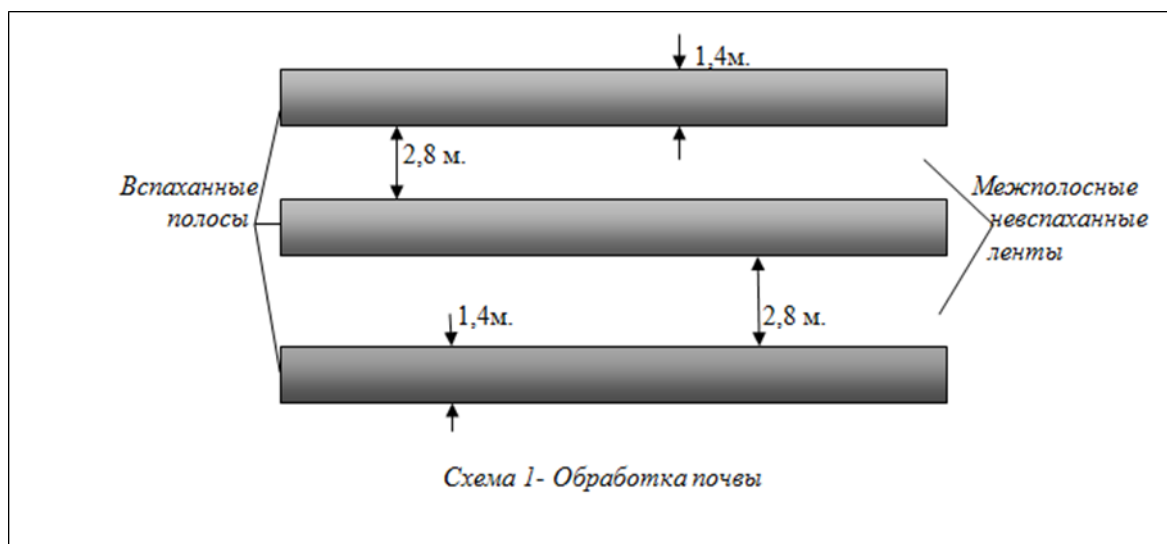 1,4м.
2,8 м.
Вспаханные
полосы
Межполосные
невспаханные
ленты
1,4м.
2,8 м.
Схема 1- Обработка почвы